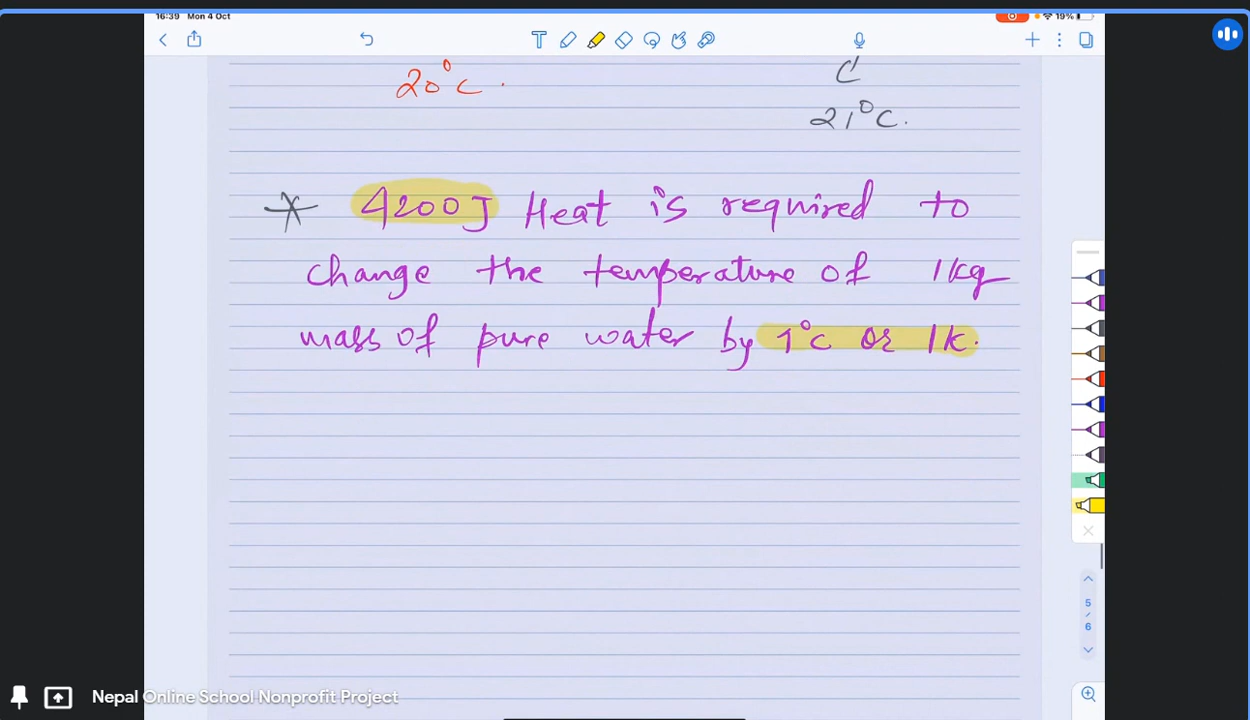 16:39 Mon 4 Oct
19%
T
20°C.
C
21°C.
* 4200J Heat is required to
change the temperature of 1kg
mass of pure water by 1°C or 1k.
5
/
6
Nepal Online School Nonprofit Project